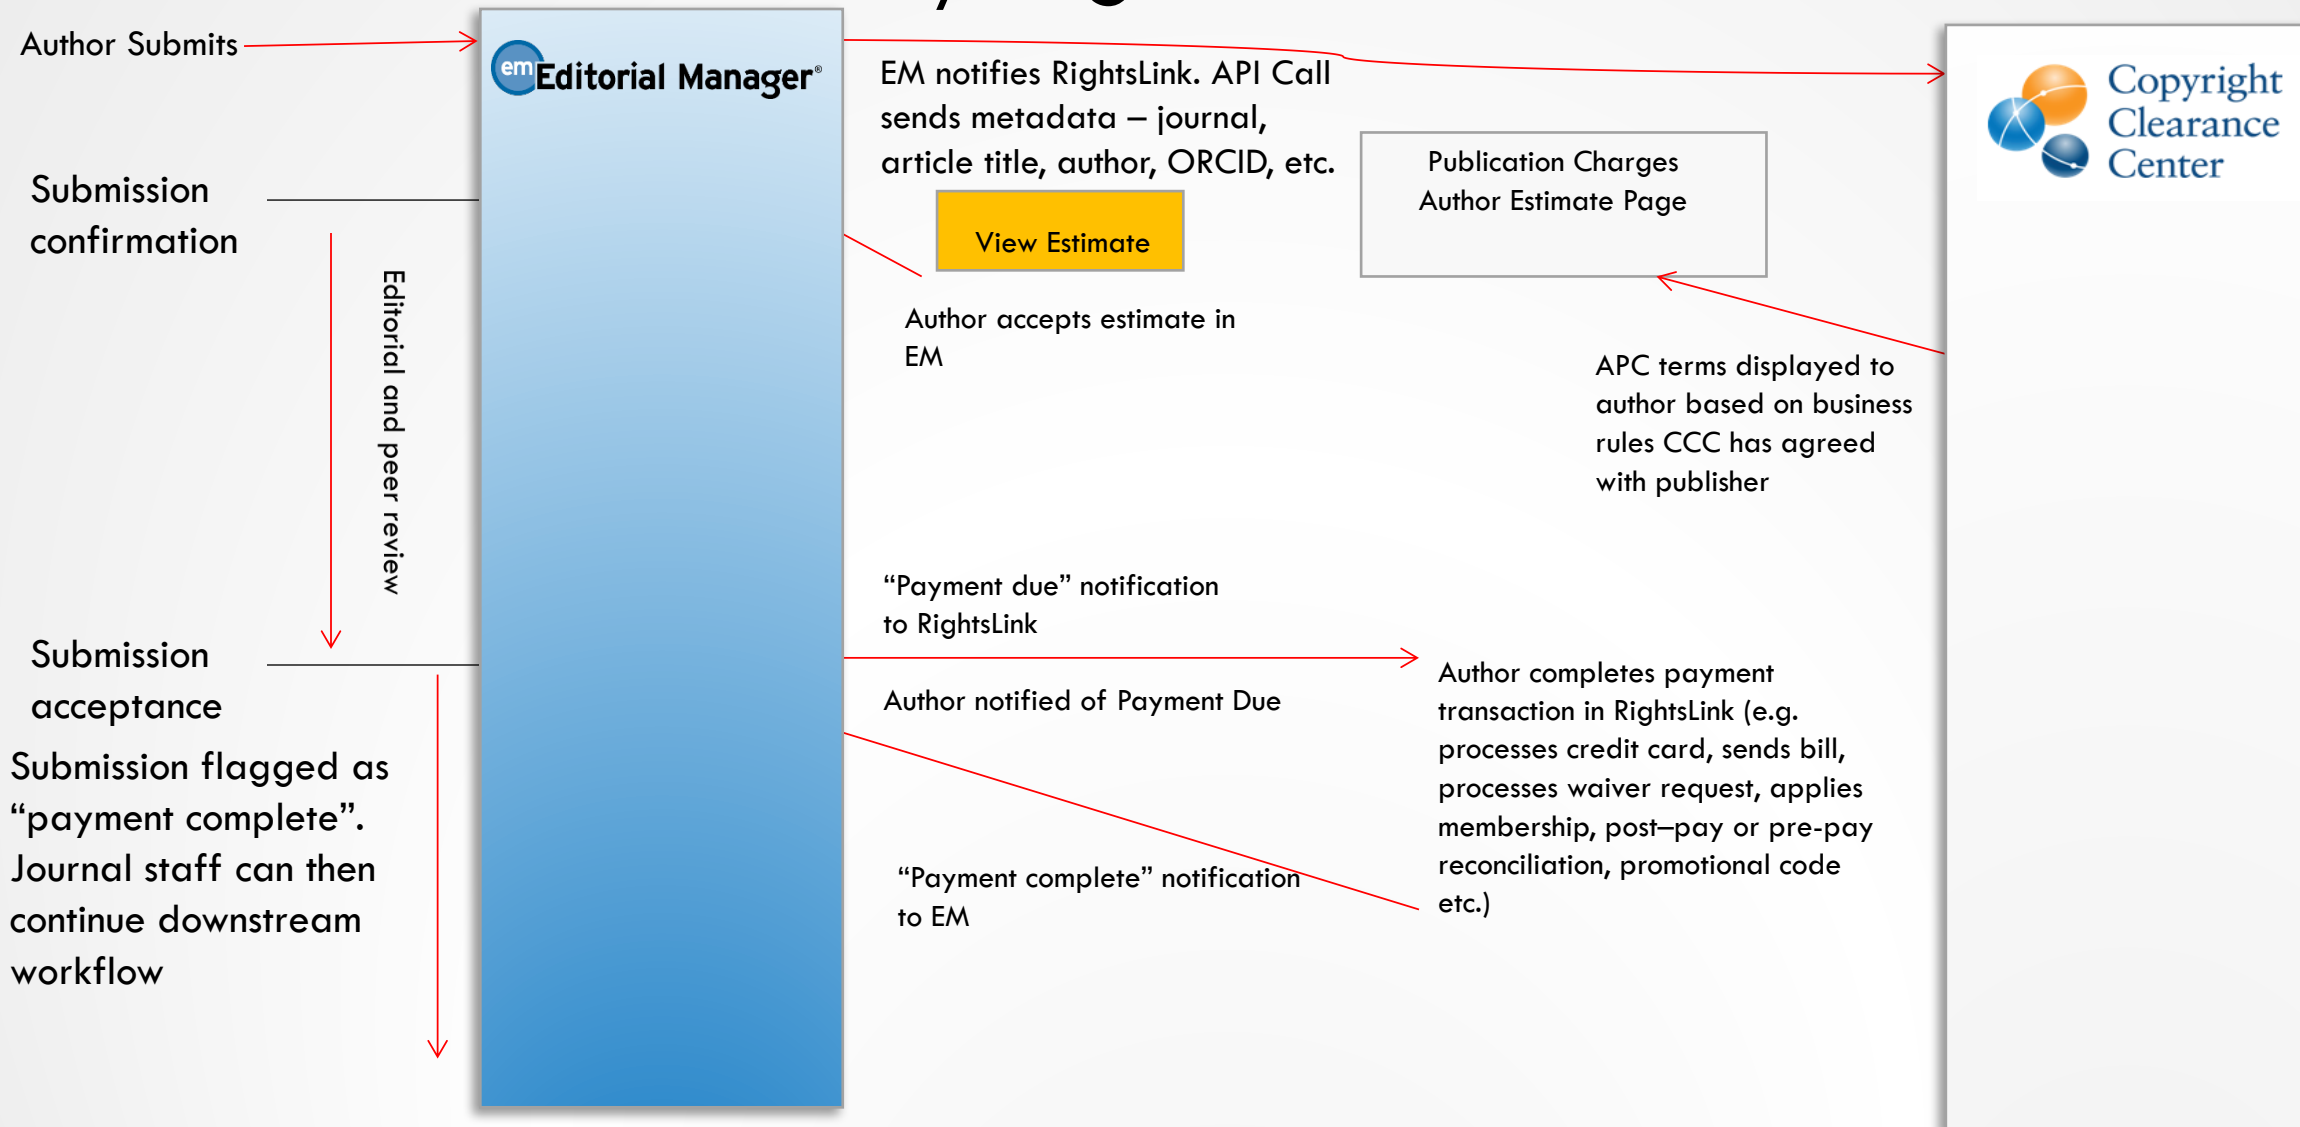 Author Submits
em Editorial Manager®
EM notifies RightsLink. API Call
sends metadata – journal,
article title, author, ORCID, etc.
Copyright
Clearance
Center
Publication Charges
Author Estimate Page
Submission
confirmation
View Estimate
Editorial and peer review
Author accepts estimate in
EM
APC terms displayed to
author based on business
rules CCC has agreed
with publisher
“Payment due” notification
to RightsLink
Submission
acceptance
Author notified of Payment Due
Author completes payment
transaction in RightsLink (e.g.
processes credit card, sends bill,
processes waiver request, applies
membership, post–pay or pre-pay
reconciliation, promotional code
etc.)
Submission flagged as
“payment complete”.
Journal staff can then
continue downstream
workflow
“Payment complete” notification
to EM